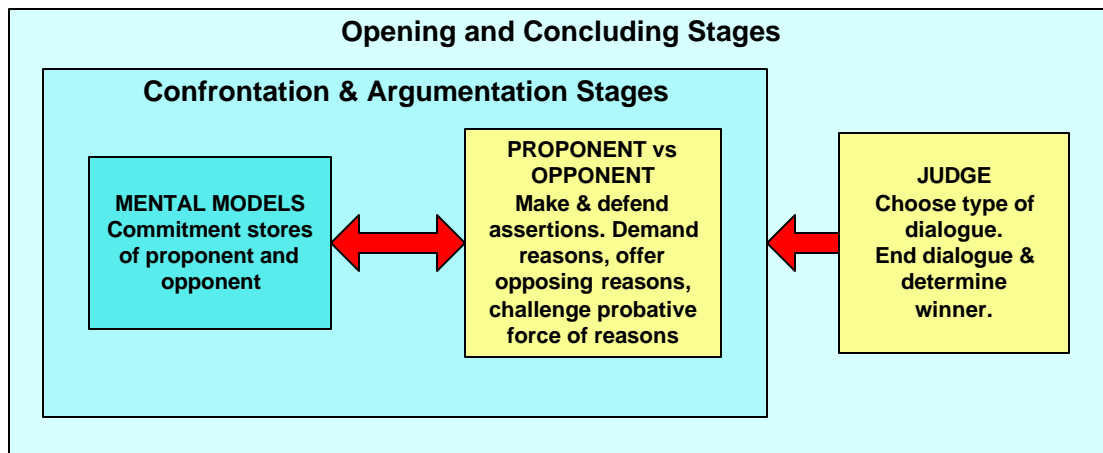 Opening and Concluding Stages
Confrontation & Argumentation Stages
MENTAL MODELS
Commitment stores
of proponent and
opponent
PROPONENT vs
OPPONENT
Make & defend
assertions. Demand
reasons, offer
opposing reasons,
challenge probative
force of reasons
JUDGE
Choose type of
dialogue.
End dialogue &
determine
winner.